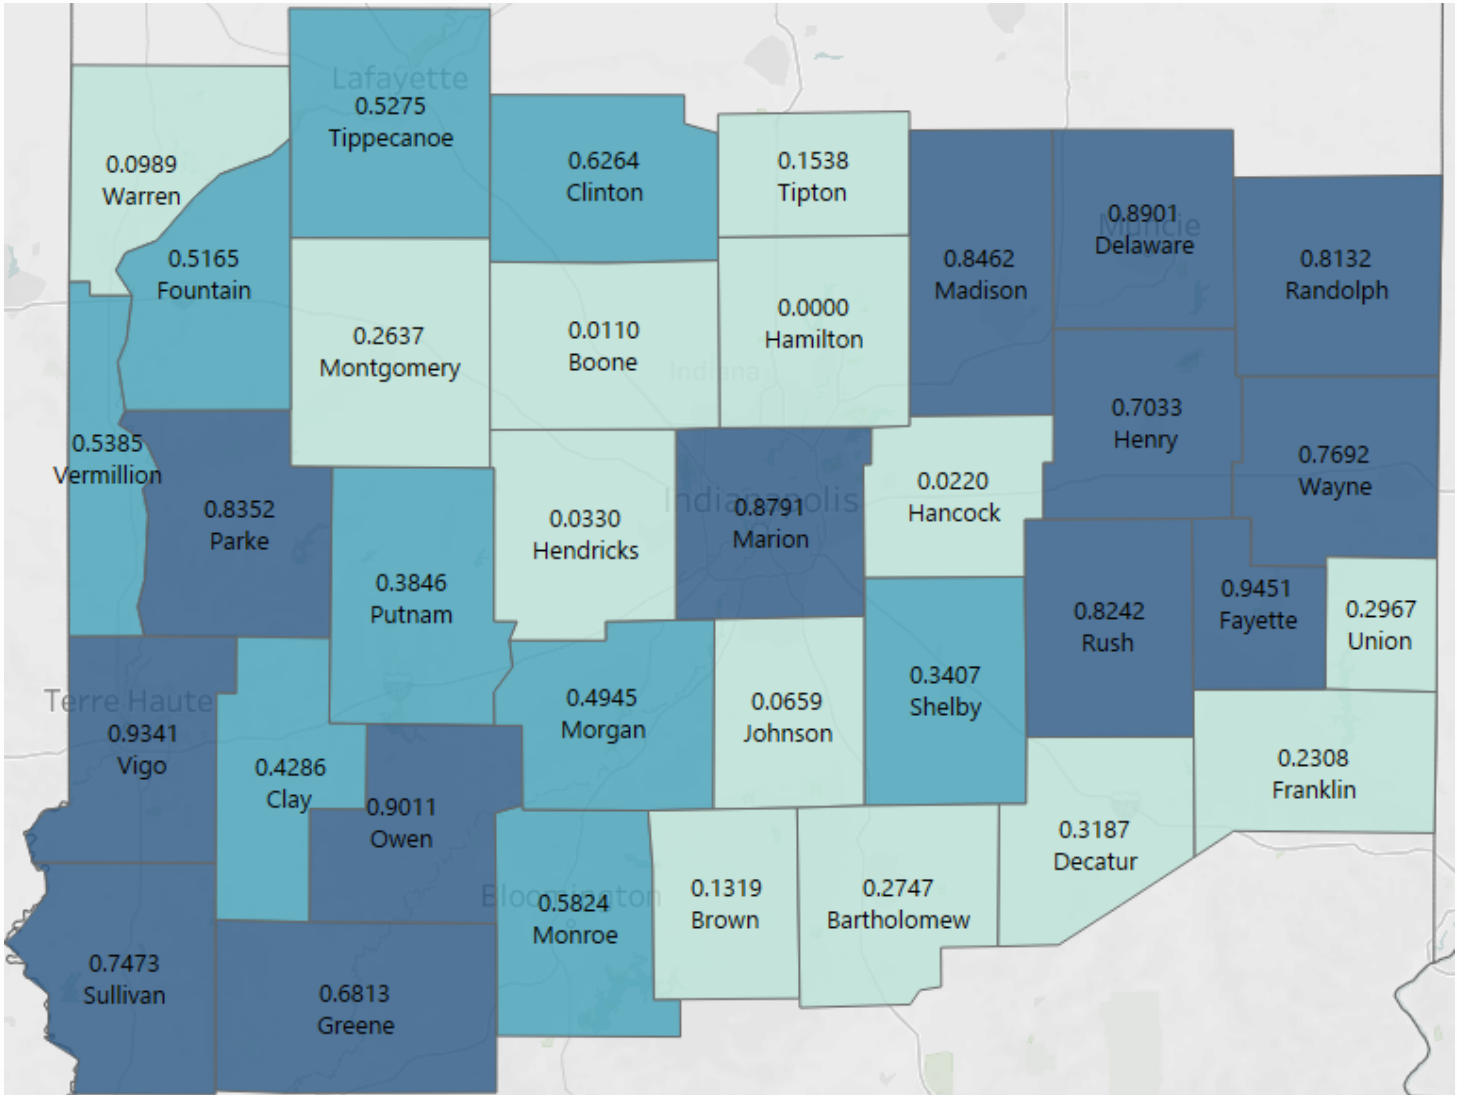 Lafayette
0.5275
Tippecanoe
0.0989
Warren
0.6264
Clinton
0.1538
Tipton
0.8462
Madison
Muncie
0.8901
Delaware
0.8132
Randolph
0.5165
Fountain
0.2637
Montgomery
0.0110
Boone
0.0000
Hamilton
Indiana
0.7033
Henry
0.7692
Wayne
0.5385
Vermillion
0.8352
Parke
0.3846
Putnam
0.0330
Hendricks
Indianapolis
0.8791
Marion
0.0220
Hancock
0.8242
Rush
0.9451
Fayette
0.2967
Union
Terre Haute
0.9341
Vigo
0.4286
Clay
0.9011
Owen
0.4945
Morgan
0.0659
Johnson
0.3407
Shelby
0.3187
Decatur
0.2308
Franklin
0.7473
Sullivan
0.6813
Greene
Bloomington
0.5824
Monroe
0.1319
Brown
0.2747
Bartholomew